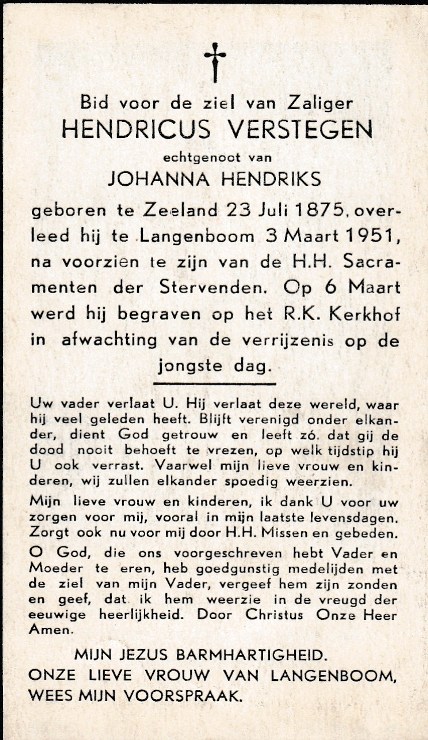 Bid voor de ziel van Zaliger
HENDRICUS VERSTEGEN
echtgenoot van
JOHANNA HENDRIKS
geboren te Zeeland 23 Juli 1875, over-
leed hij te Langenboom 3 Maart 1951,
na voorzien te zijn van de H.H. Sacra-
menten der Stervenden. Op 6 Maart
werd hij begraven op het R.K. Kerkhof
in afwachting van de verrijzenis op de
jongste dag.
Uw vader verlaat U. Hij verlaat deze wereld, waar
hij veel geleden heeft. Blijft verenigd onder elkan-
der, dient God getrouw en leeft zó. dat gij de
dood nooit behoeft te vrezen, op welk tijdstip hij
U ook verrast. Vaarwel mijn lieve vrouw en kin-
deren, wij zullen elkander spoedig weerzien.
Mijn lieve vrouw en kinderen, ik dank U voor uw
zorgen voor mij, vooral in mijn laatste levensdagen.
Zorgt ook nu voor mij door H.H. Missen en gebeden.
O God, die ons voorgeschreven hebt Vader en
Moeder te eren, heb goedgunstig medelijden met
de ziel van mijn Vader, vergeef hem zijn zonden
en geef, dat ik hem weerzie in de vreugd der
eeuwige heerlijkheid. Door Christus Onze Heer
Amen.
MIJN JEZUS BARMHARTIGHEID.
ONZE LIEVE VROUW VAN LANGENBOOM,
WEES MIJN VOORSPRAAK.